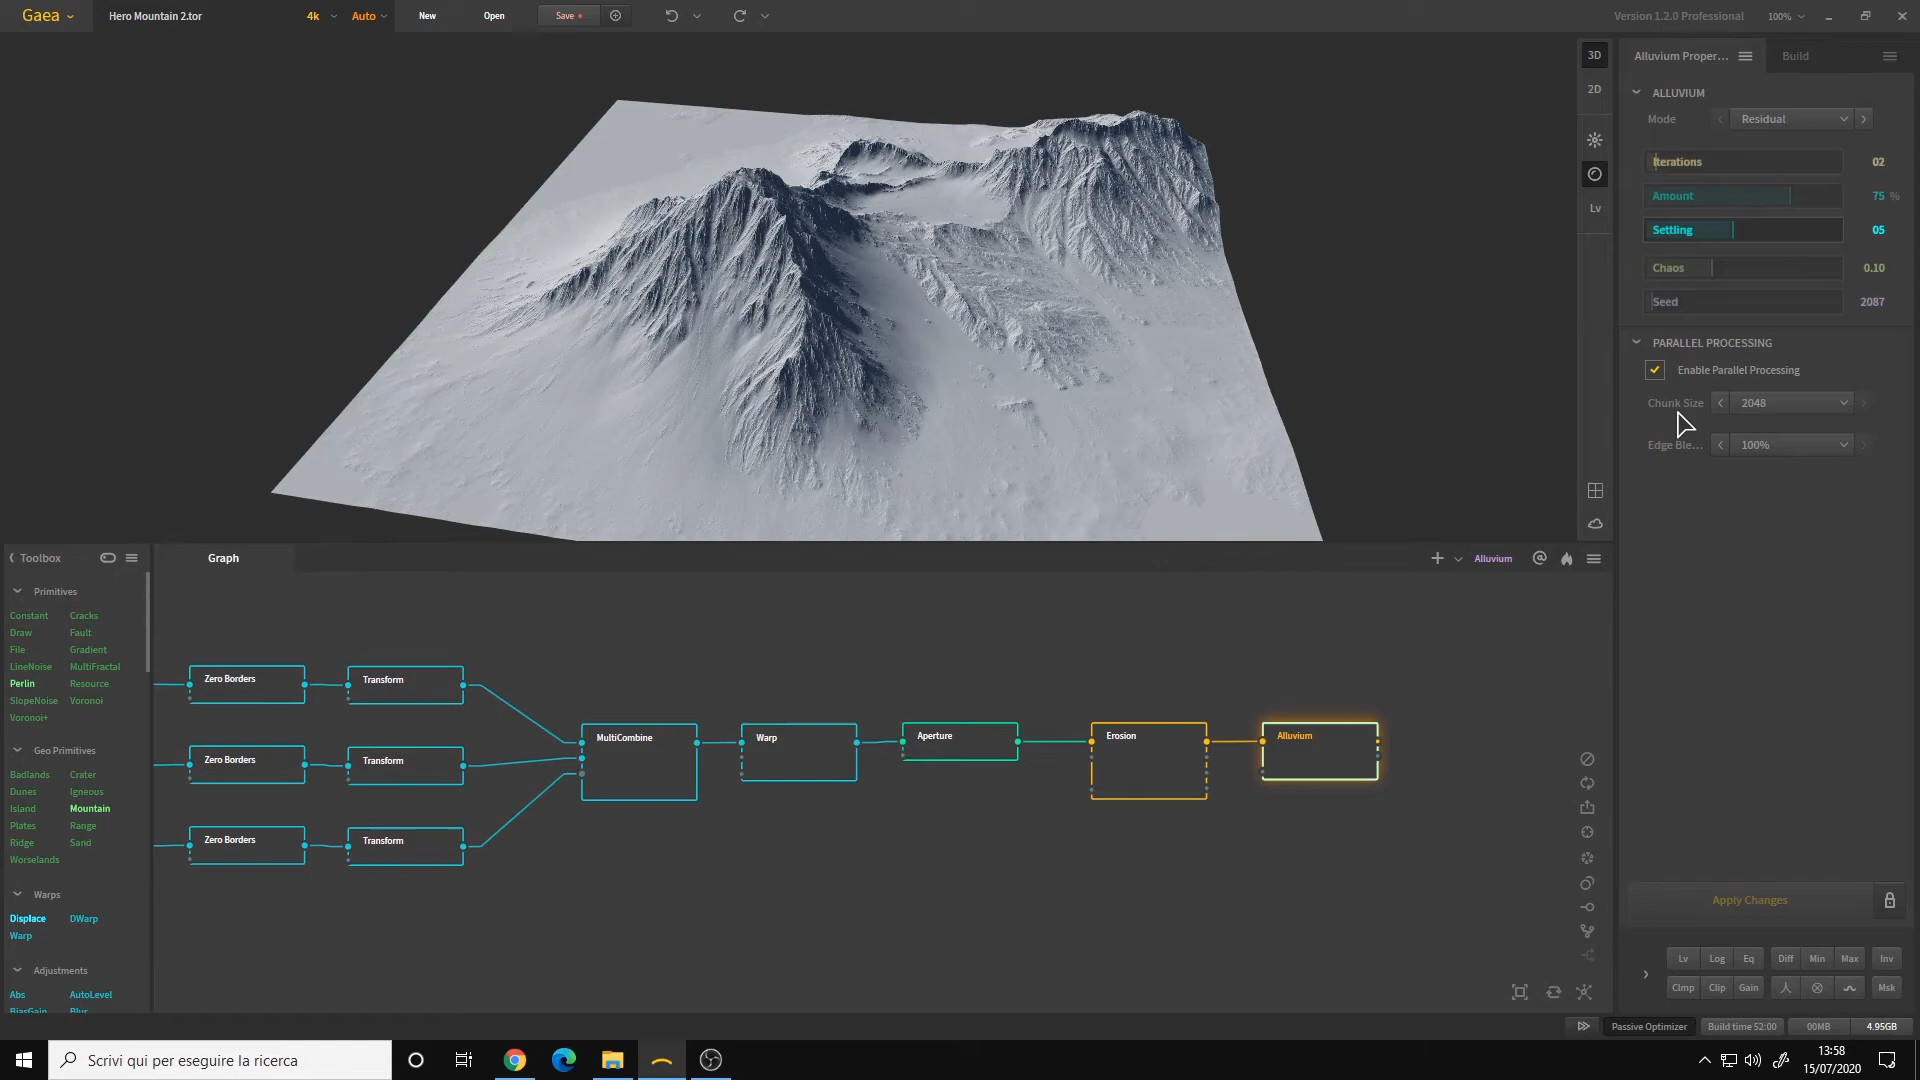 Gaea
Hero Mountain 2.tor
4k
Auto
New
Open
Save
Version 1.2.0 Professional
100%
3D
2D
Lv
Alluvium Proper...
Build
ALLUVIUM
Mode
Residual
Iterations
02
Amount
75 %
Settling
05
Chaos
0.10
Seed
2087
PARALLEL PROCESSING
Enable Parallel Processing
Chunk Size
2048
Edge Ble...
100%
Toolbox
Graph
Alluvium
Primitives
Constant Cracks
Draw Fault
File Gradient
LineNoise MultiFractal
Perlin Resource
SlopeNoise Voronoi
Voronoi+
Geo Primitives
Badlands Crater
Dunes Igneous
Island Mountain
Plates Range
Ridge Sand
Worselands
Warps
Displace DWarp
Warp
Adjustments
Abs AutoLevel
BiasGain Blur
Zero Borders
Transform
Zero Borders
Transform
Zero Borders
Transform
MultiCombine
Warp
Aperture
Erosion
Alluvium
Apply Changes
Lv Log Eq Diff Min Max Inv
Clmp Clip Gain Msk
Passive Optimizer
Build time 52:00
00MB
4.95GB
Scrivi qui per eseguire la ricerca
13:58
15/07/2020